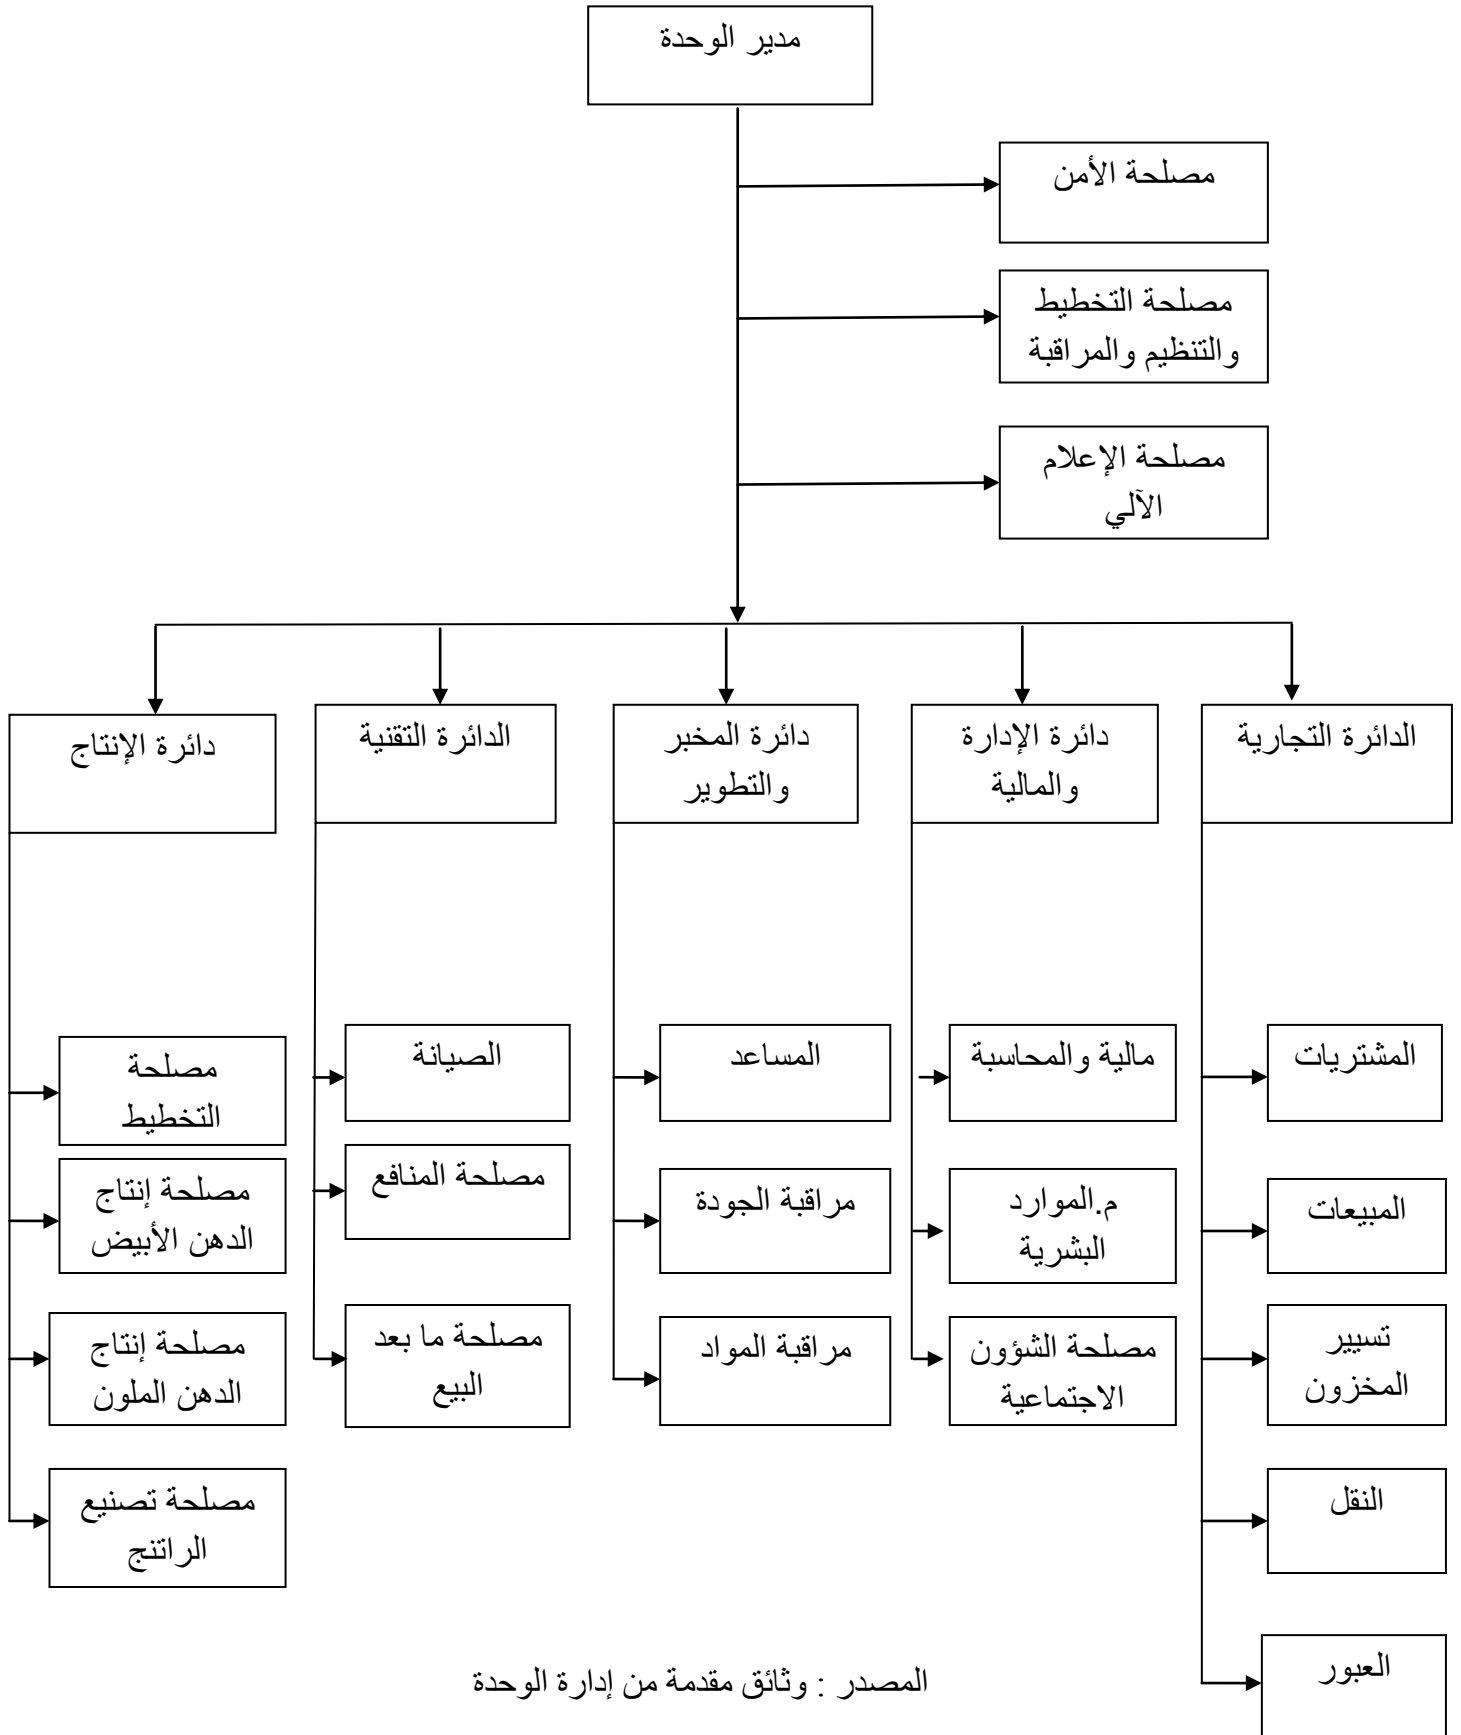 مدير الوحدة
مصلحة الأمن
مصلحة التخطيط
والتنظيم والمراقبة
مصلحة الإعلام
الآلي
الدائرة التجارية
دائرة الإدارة
والمالية
دائرة المخبر
والتطوير
الدائرة التقنية
دائرة الإنتاج
المشتريات
المبيعات
تسيير
المخزون
النقل
العبور
مالية والمحاسبة
م.الموارد
البشرية
مصلحة الشؤون
الاجتماعية
المساعد
مراقبة الجودة
مراقبة المواد
الصيانة
مصلحة المنافع
مصلحة ما بعد
البيع
مصلحة
التخطيط
مصلحة إنتاج
الدهن الأبيض
مصلحة إنتاج
الدهن الملون
مصلحة تصنيع
الراتنج
المصدر : وثائق مقدمة من إدارة الوحدة